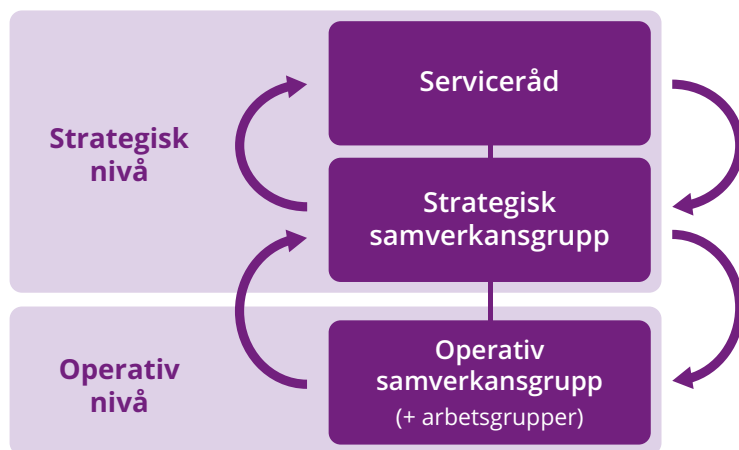 Strategisk
nivå
Serviceråd
Strategisk
samverkansgrupp
Operativ
nivå
Operativ
samverkansgrupp
(+ arbetsgrupper)